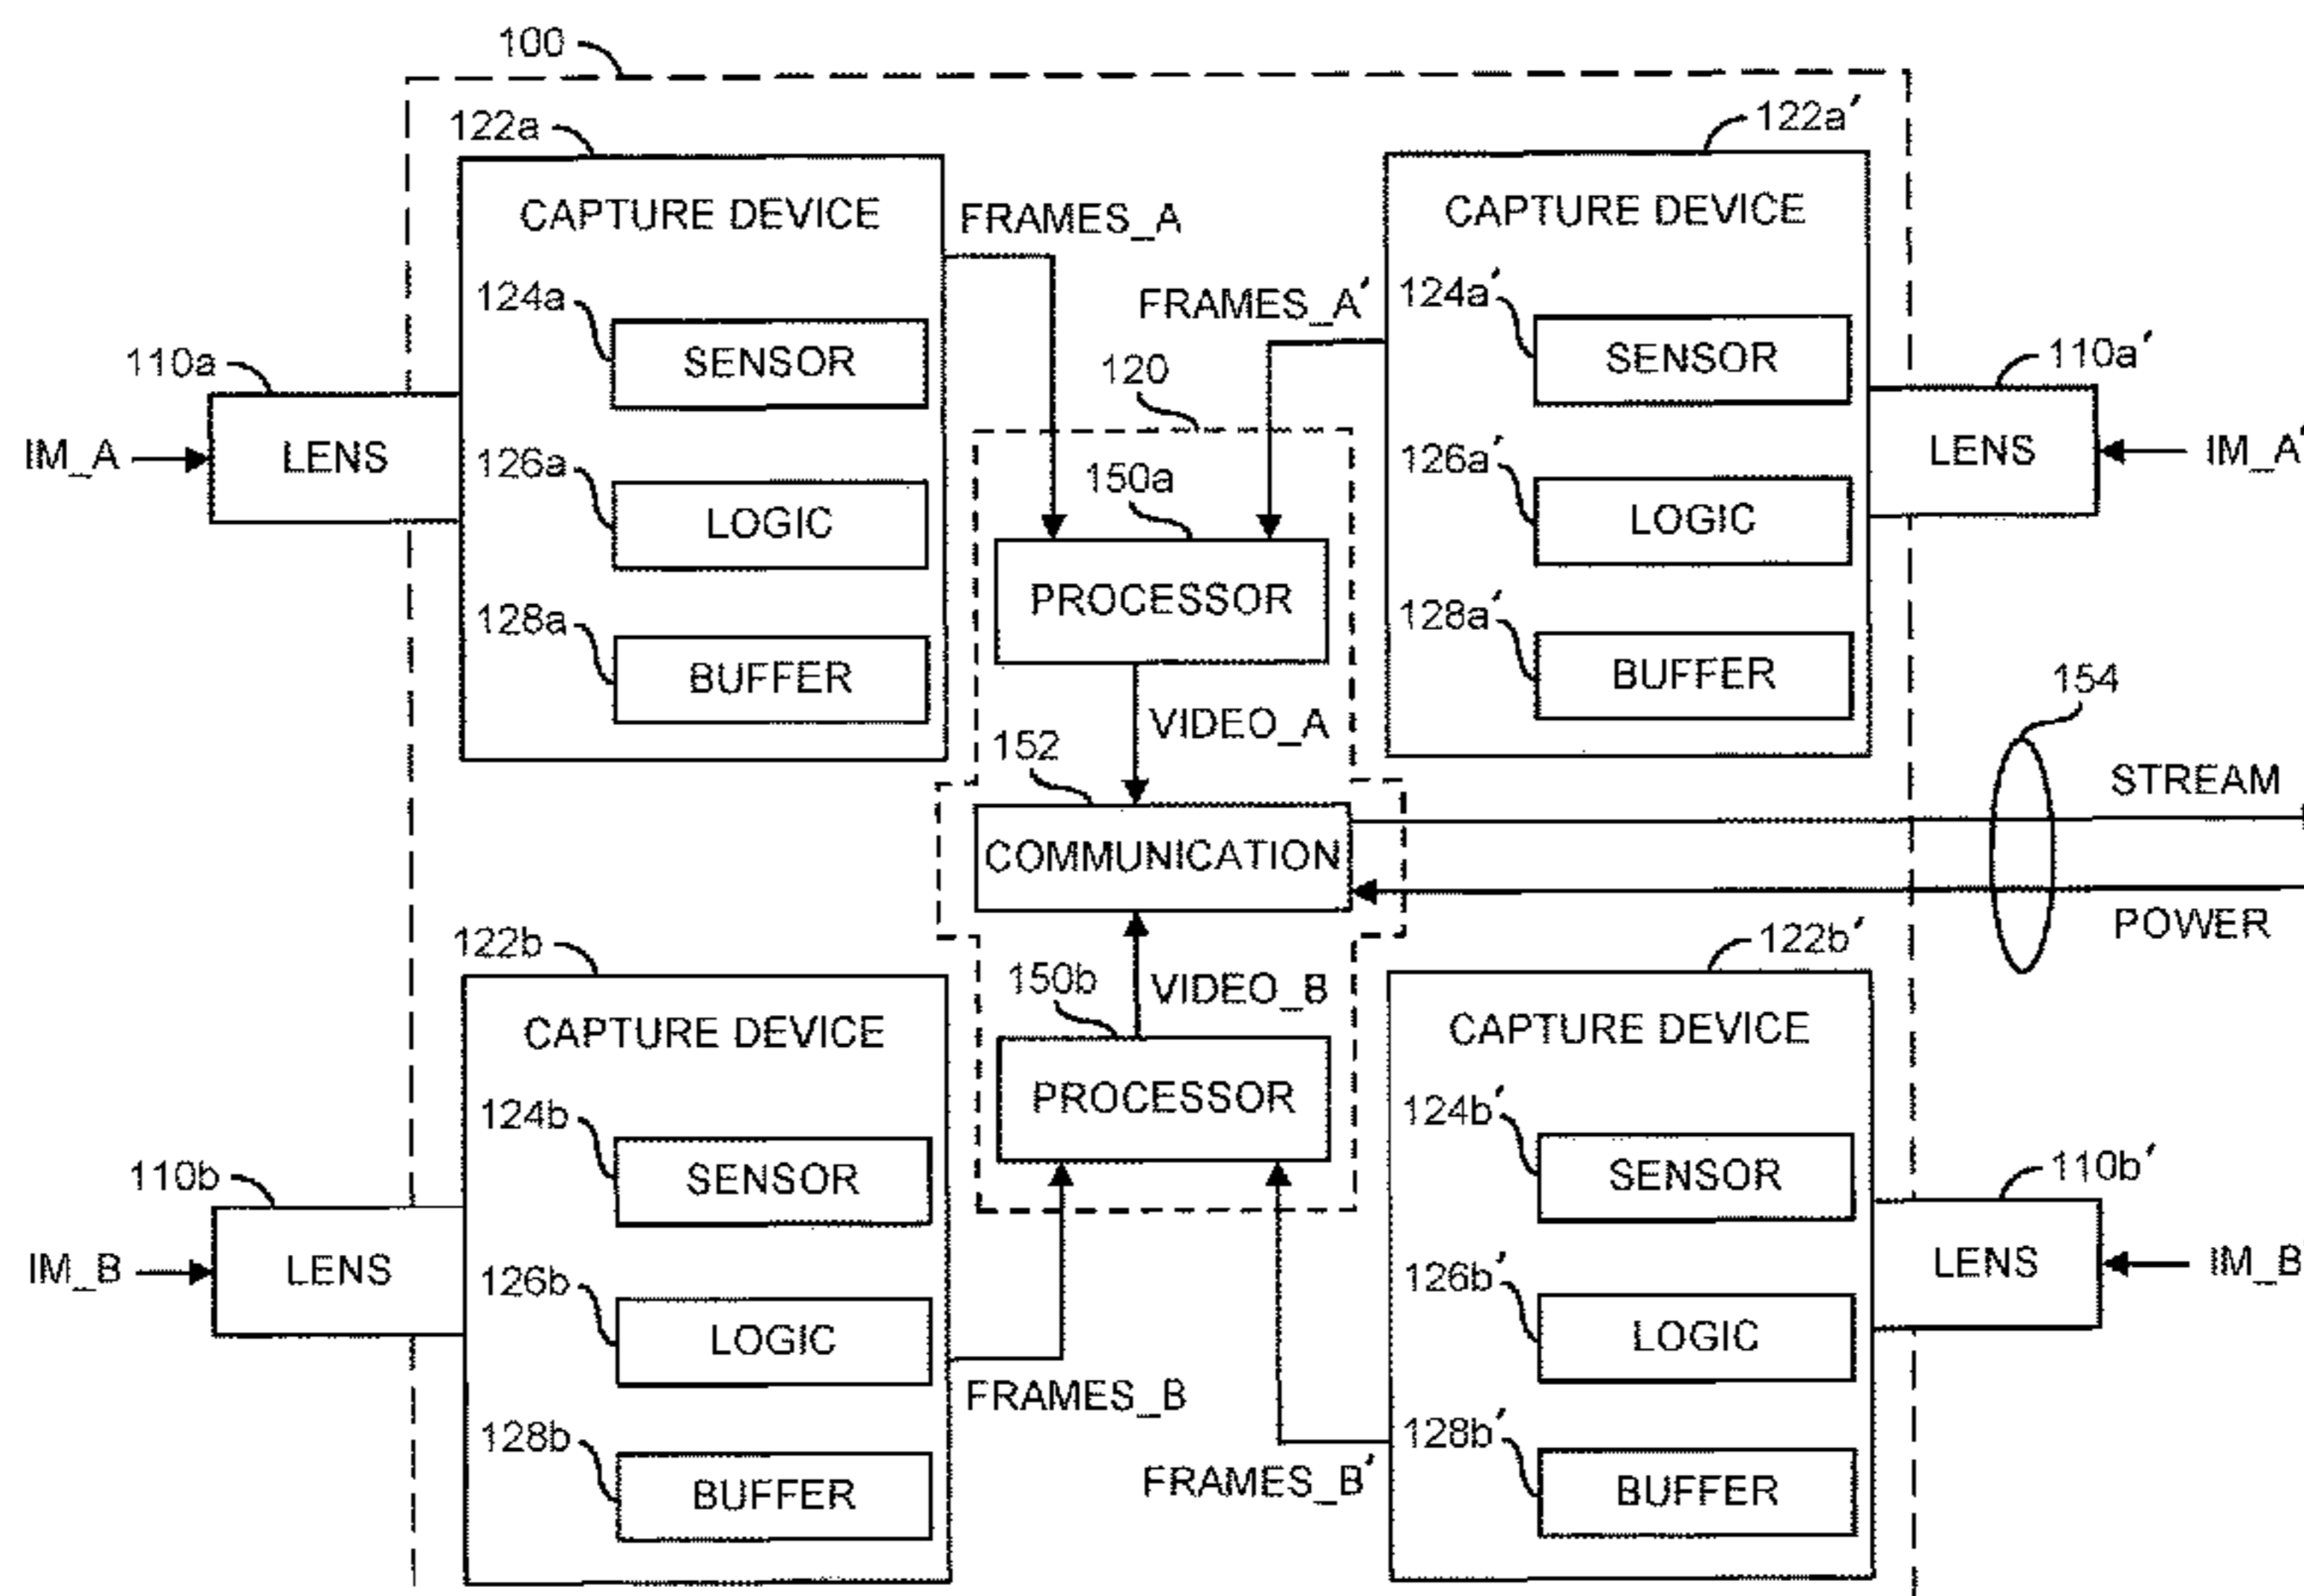 100
122a
122a'
CAPTURE DEVICE
FRAMES_A
CAPTURE DEVICE
124a
FRAMES_A'
124a'
SENSOR
SENSOR
110a
120
110a'
IM_A
LENS
126a
150a
126a'
LENS
IM_A'
LOGIC
LOGIC
128a
PROCESSOR
128a'
BUFFER
BUFFER
154
152
VIDEO_A
STREAM
COMMUNICATION
POWER
122b
122b'
150b
VIDEO_B
CAPTURE DEVICE
CAPTURE DEVICE
124b
PROCESSOR
124b'
SENSOR
SENSOR
110b
110b'
IM_B
LENS
126b
126b'
LENS
IM_B'
LOGIC
LOGIC
FRAMES_B
128b
128b'
BUFFER
FRAMES_B'
BUFFER